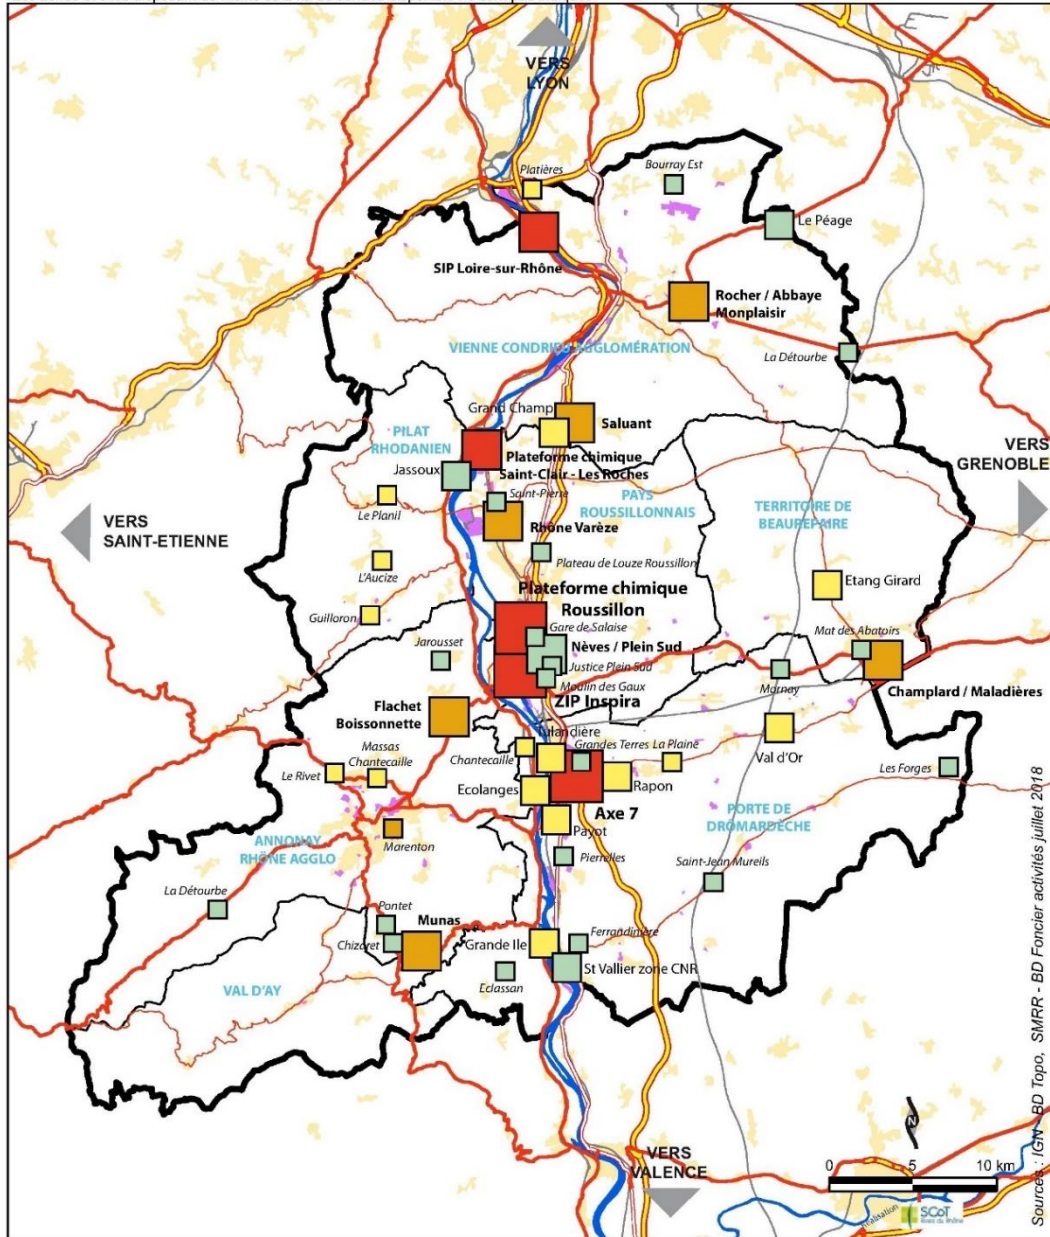 VERS
LYON
Platières
Bourray Est
Le Péage
SIP Loire-sur-Rhône
Rocher / Abbaye
Monplaisir
La Détourbe
VIENNE CONDRIEU AGGLOMÉRATION
Grand Champ
Saluant
PILAT
RHODANIEN
VERS
GRENOBLE
Plateforme chimique
Saint-Clair - Les Roches
Jassoux
Saint-Pierre
PAYS
ROUSSILLONNAIS
TERRITOIRE DE
BEAUREPAIRE
Le Planil
VERS
SAINT-ETIENNE
Rhône Varèze
Plateau de Louze Roussillon
L'Aucize
Etang Girard
Plateforme chimique
Roussillon
Guilloron
Gare de Salaise
Mat des Abatoirs
Jarousset
Nèves / Plein Sud
Justice Plein Sud
Moulin des Gaux
Champlard / Maladières
ZIP Inspira
Flachet
Boissonnette
Val d'Or
Massas
Chantecaille
Chantecaille
Grandes Terres
La Plaine
Le Rivet
Les Forges
Ecolanges
Rapon
Axe 7
PORTE DE
DRÔMARDÈCHE
Payot
ANNONAY
RHÔNE AGGLO
Marenton
Pierrelles
Saint-Jean Mureils
La Détourbe
Pontet
Munas
Chizaret
Grande Ile
Ferrandinière
St Vallier zone CNR
Eclassan
VAL D'AY
N
VERS
VALENCE
0 5 10 km
SCoT
Rives du Rhône
Sources : IGN - BD Topo, SMRR - BD Foncier activités juillet 2018